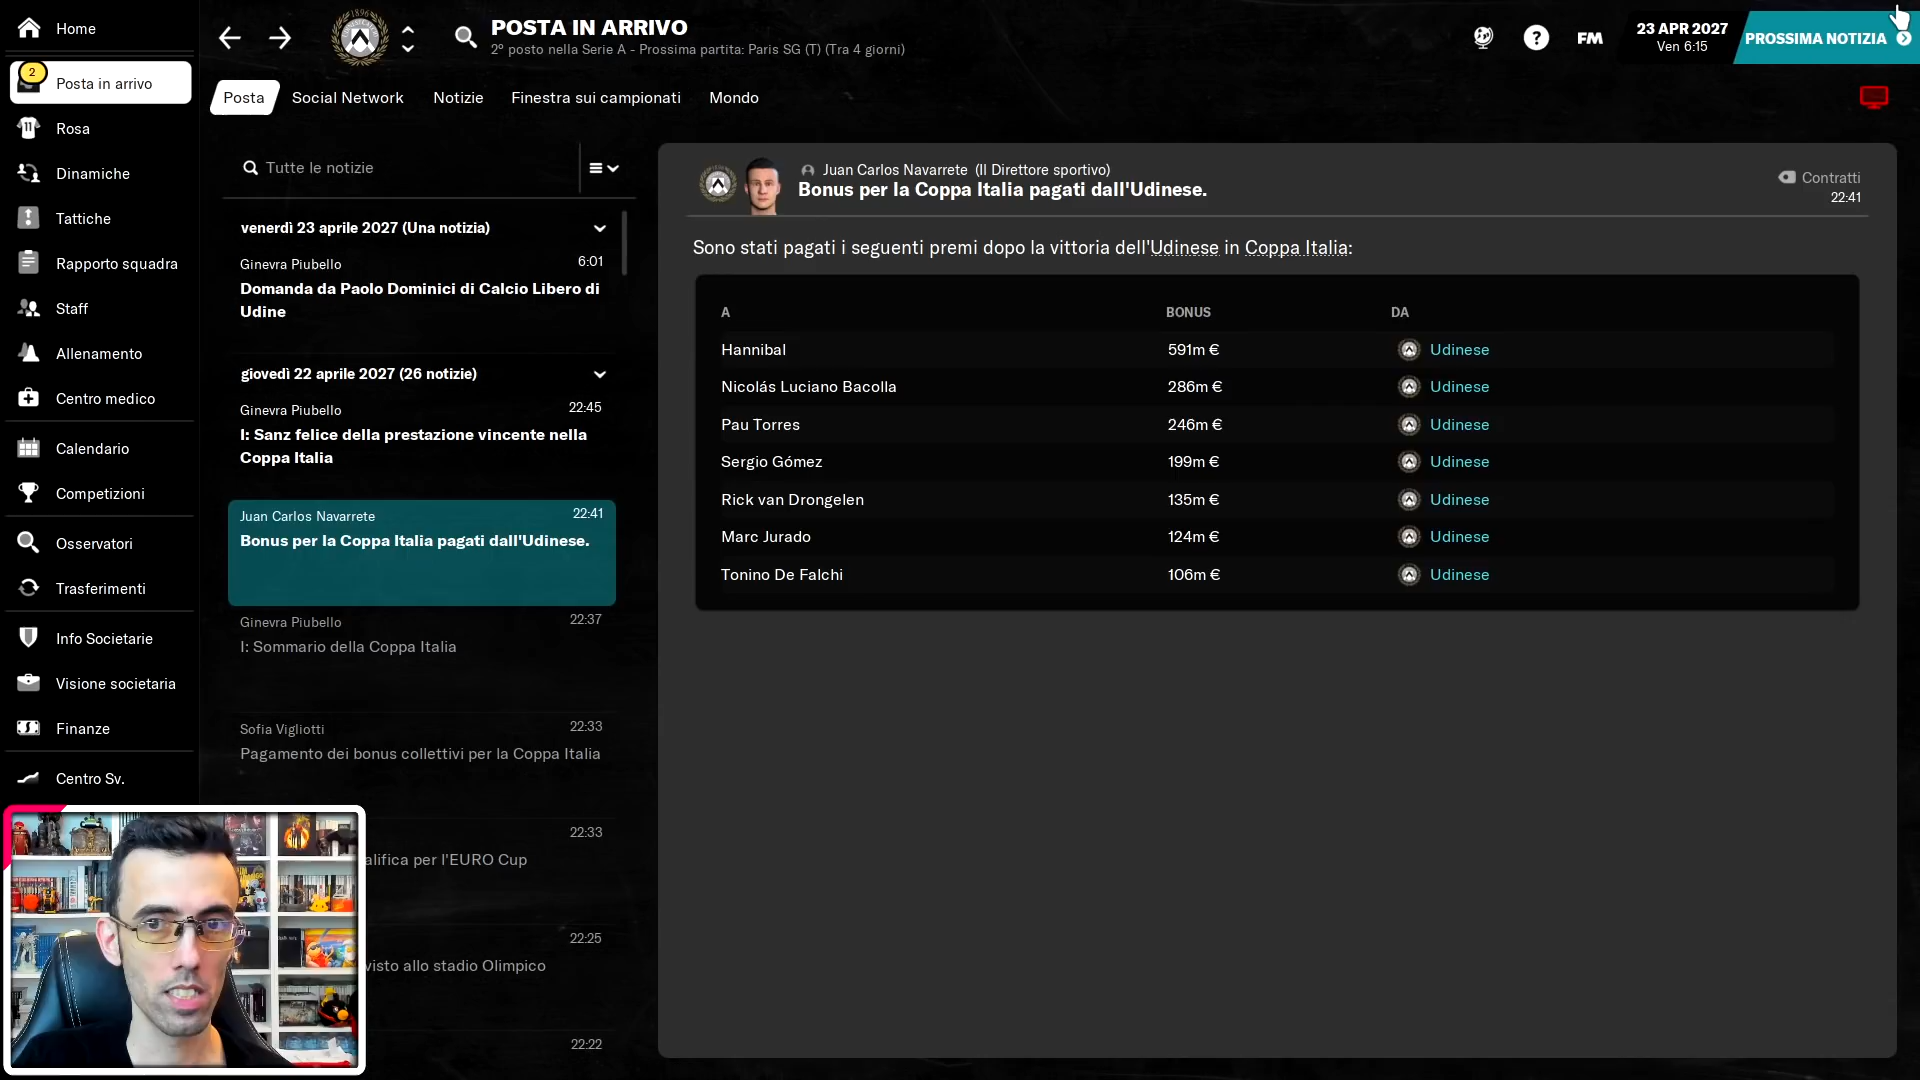 Home
2
Posta in arrivo
Rosa
Dinamiche
Tattiche
Rapporto squadra
Staff
Allenamento
Centro medico
Calendario
Competizioni
Osservatori
Trasferimenti
Info Societarie
Visione societaria
Finanze
Centro Sv.
POSTA IN ARRIVO
2º posto nella Serie A - Prossima partita: Paris SG (T) (Tra 4 giorni)
FM
23 APR 2027
Ven 6:15
PROSSIMA NOTIZIA
Posta
Social Network
Notizie
Finestra sui campionati
Mondo
Tutte le notizie
venerdì 23 aprile 2027 (Una notizia)
Ginevra Piubello
6:01
Domanda da Paolo Dominici di Calcio Libero di
Udine
giovedì 22 aprile 2027 (26 notizie)
Ginevra Piubello
22:45
I: Sanz felice della prestazione vincente nella
Coppa Italia
Juan Carlos Navarrete
22:41
Bonus per la Coppa Italia pagati dall'Udinese.
Ginevra Piubello
22:37
I: Sommario della Coppa Italia
Sofia Vigliotti
22:33
Pagamento dei bonus collettivi per la Coppa Italia
22:33
alifica per l'EURO Cup
22:25
visto allo stadio Olimpico
22:22
Juan Carlos Navarrete (Il Direttore sportivo)
Bonus per la Coppa Italia pagati dall'Udinese.
Contratti
22:41
Sono stati pagati i seguenti premi dopo la vittoria dell'Udinese in Coppa Italia:
A BONUS DA
Hannibal 591m € Udinese
Nicolás Luciano Bacolla 286m € Udinese
Pau Torres 246m € Udinese
Sergio Gómez 199m € Udinese
Rick van Drongelen 135m € Udinese
Marc Jurado 124m € Udinese
Tonino De Falchi 106m € Udinese